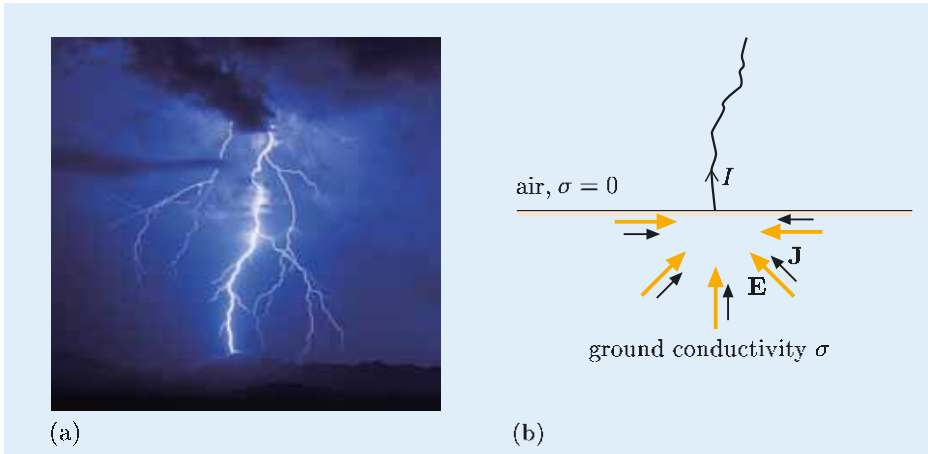 air, σ = 0
I
J
E
ground conductivity σ
(a)
(b)